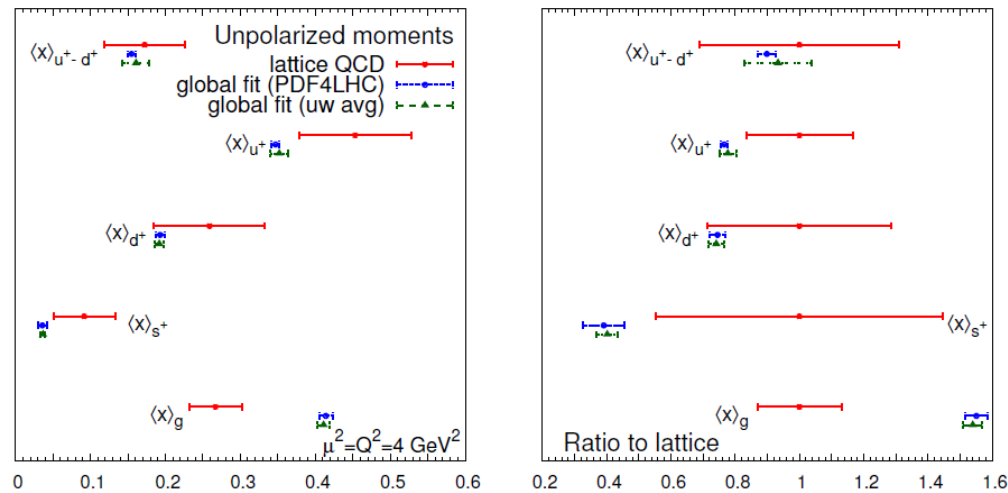 Unpolarized moments
lattice QCD
global fit (PDF4LHC)
global fit (uw avg)
⟨x⟩u⁺- d⁺
⟨x⟩u⁺
⟨x⟩d⁺
⟨x⟩s⁺
⟨x⟩g
μ²=Q²=4 GeV²
0 0.1 0.2 0.3 0.4 0.5 0.6
⟨x⟩u⁺- d⁺
⟨x⟩u⁺
⟨x⟩d⁺
⟨x⟩s⁺
⟨x⟩g
Ratio to lattice
0.2 0.4 0.6 0.8 1 1.2 1.4 1.6